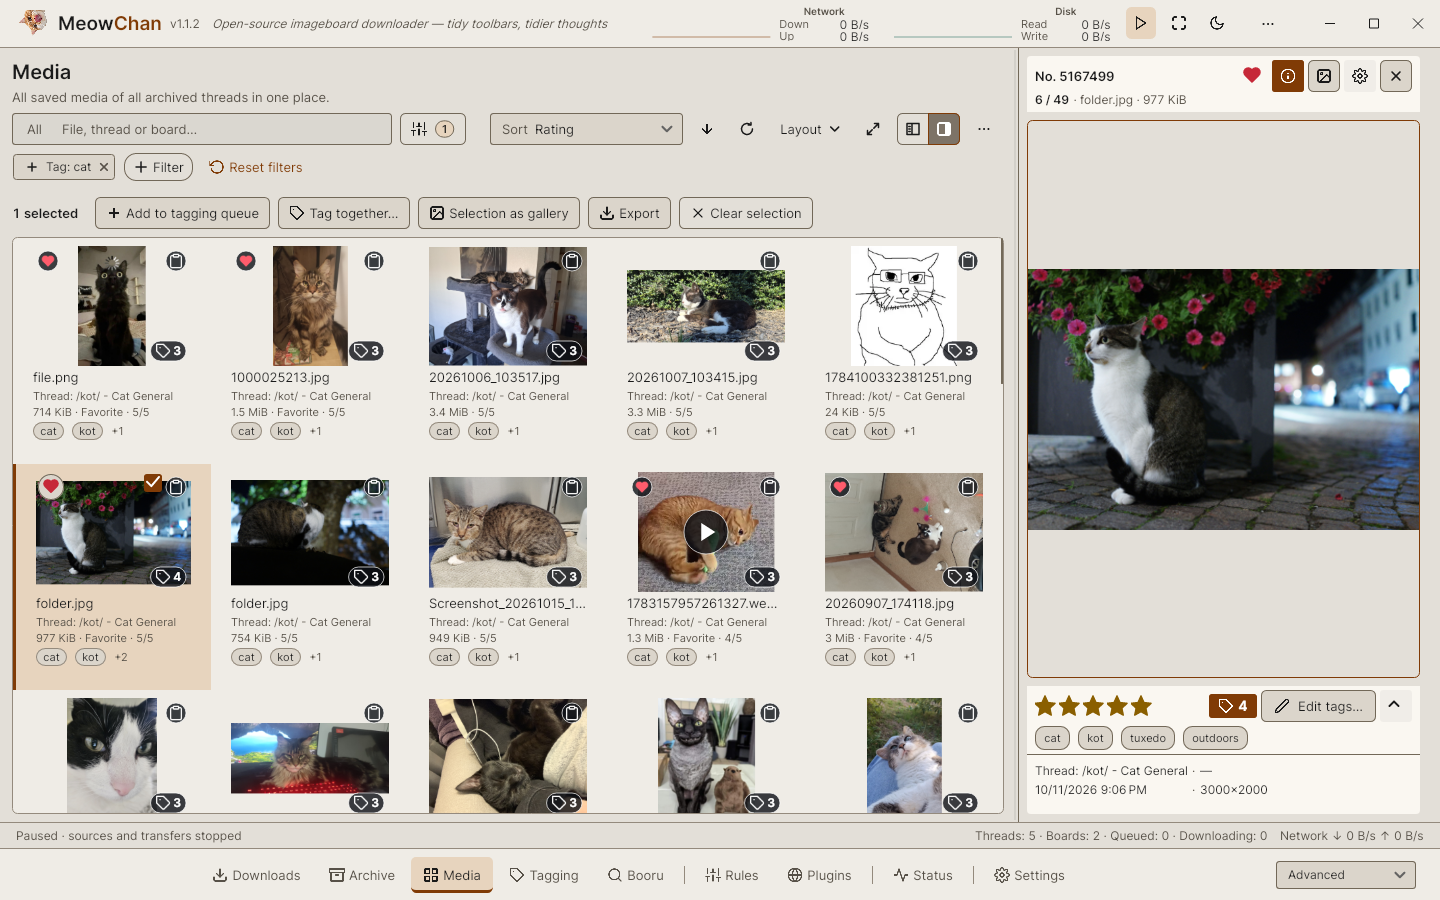 MeowChan v1.1.2 Open-source imageboard downloader — tidy toolbars, tidier thoughts
Network
Down 0 B/s
Up 0 B/s
Disk
Read 0 B/s
Write 0 B/s
Media
All saved media of all archived threads in one place.
All File, thread or board...
1
Sort Rating
Layout
Tag: cat
Filter
Reset filters
1 selected
Add to tagging queue
Tag together...
Selection as gallery
Export
Clear selection
3
file.png
Thread: /kot/ - Cat General
714 KiB · Favorite · 5/5
cat kot +1
3
1000025213.jpg
Thread: /kot/ - Cat General
1.5 MiB · Favorite · 5/5
cat kot +1
3
20261006_103517.jpg
Thread: /kot/ - Cat General
3.4 MiB · 5/5
cat kot +1
3
20261007_103415.jpg
Thread: /kot/ - Cat General
3.3 MiB · 5/5
cat kot +1
3
1784100332381251.png
Thread: /kot/ - Cat General
24 KiB · 5/5
cat kot +1
4
folder.jpg
Thread: /kot/ - Cat General
977 KiB · Favorite · 5/5
cat kot +2
3
folder.jpg
Thread: /kot/ - Cat General
754 KiB · 5/5
cat kot +1
3
Screenshot_20261015_1...
Thread: /kot/ - Cat General
949 KiB · 5/5
cat kot +1
3
1783157957261327.we...
Thread: /kot/ - Cat General
1.3 MiB · Favorite · 4/5
cat kot +1
3
20260907_174118.jpg
Thread: /kot/ - Cat General
3 MiB · Favorite · 4/5
cat kot +1
3
3
3
3
3
No. 5167499
6 / 49 · folder.jpg · 977 KiB
4
Edit tags...
cat kot tuxedo outdoors
Thread: /kot/ - Cat General · —
10/11/2026 9:06 PM · 3000×2000
Paused · sources and transfers stopped
Threads: 5 · Boards: 2 · Queued: 0 · Downloading: 0 Network ↓ 0 B/s ↑ 0 B/s
Downloads
Archive
Media
Tagging
Booru
Rules
Plugins
Status
Settings
Advanced